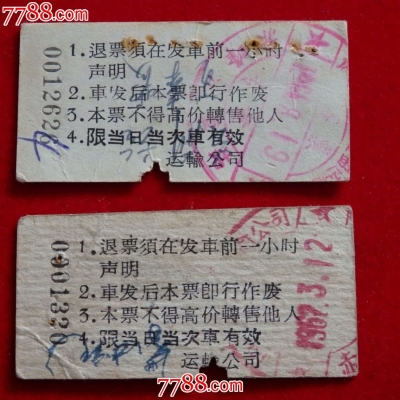 7788.com
0012626
1.退票須在发車前一小时
声明
2.車发后本票即行作废
3.本票不得高价轉售他人
4.限当日当次車有效
运輸公司
0001320
1.退票須在发車前一小时
声明
2.車发后本票卽行作废
3.本票不得高价轉售他人
4.限当日当次車有效
运輸公司
1967.3.12
赤
7788.com